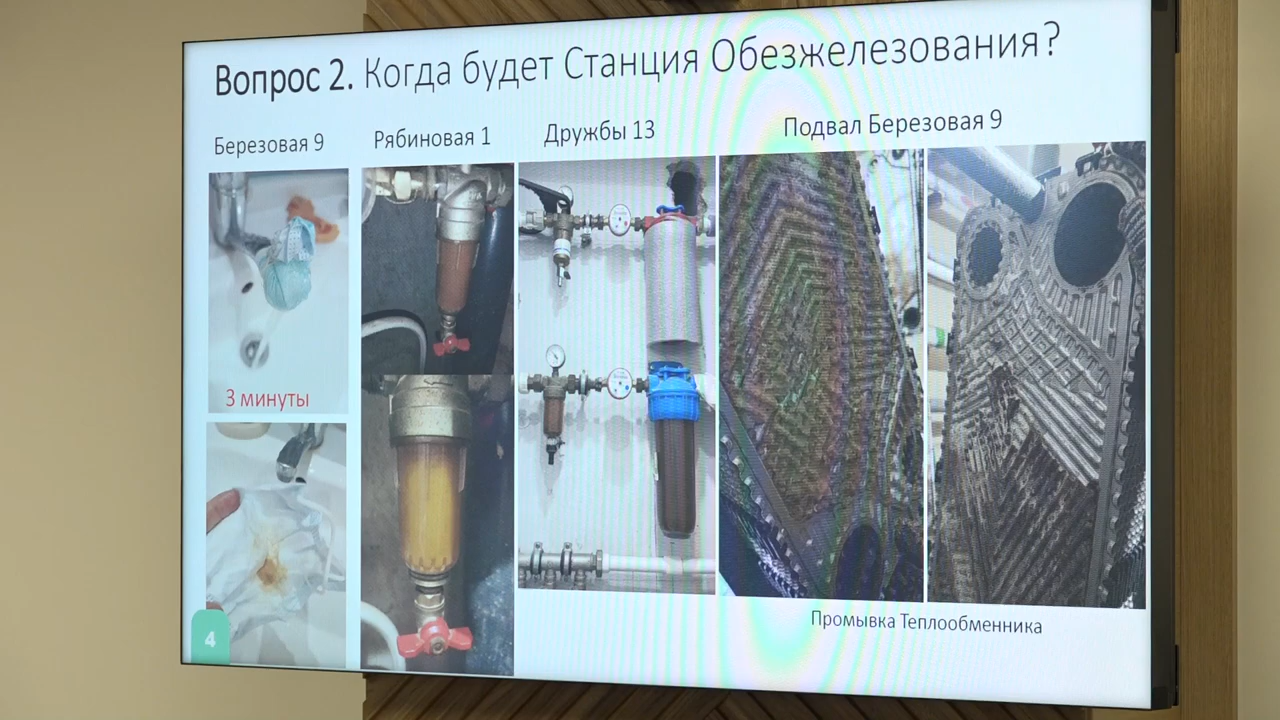 Вопрос 2. Когда будет Станция Обезжелезования?
Березовая 9
Рябиновая 1
Дружбы 13
Подвал Березовая 9
3 минуты
Промывка Теплообменника
4